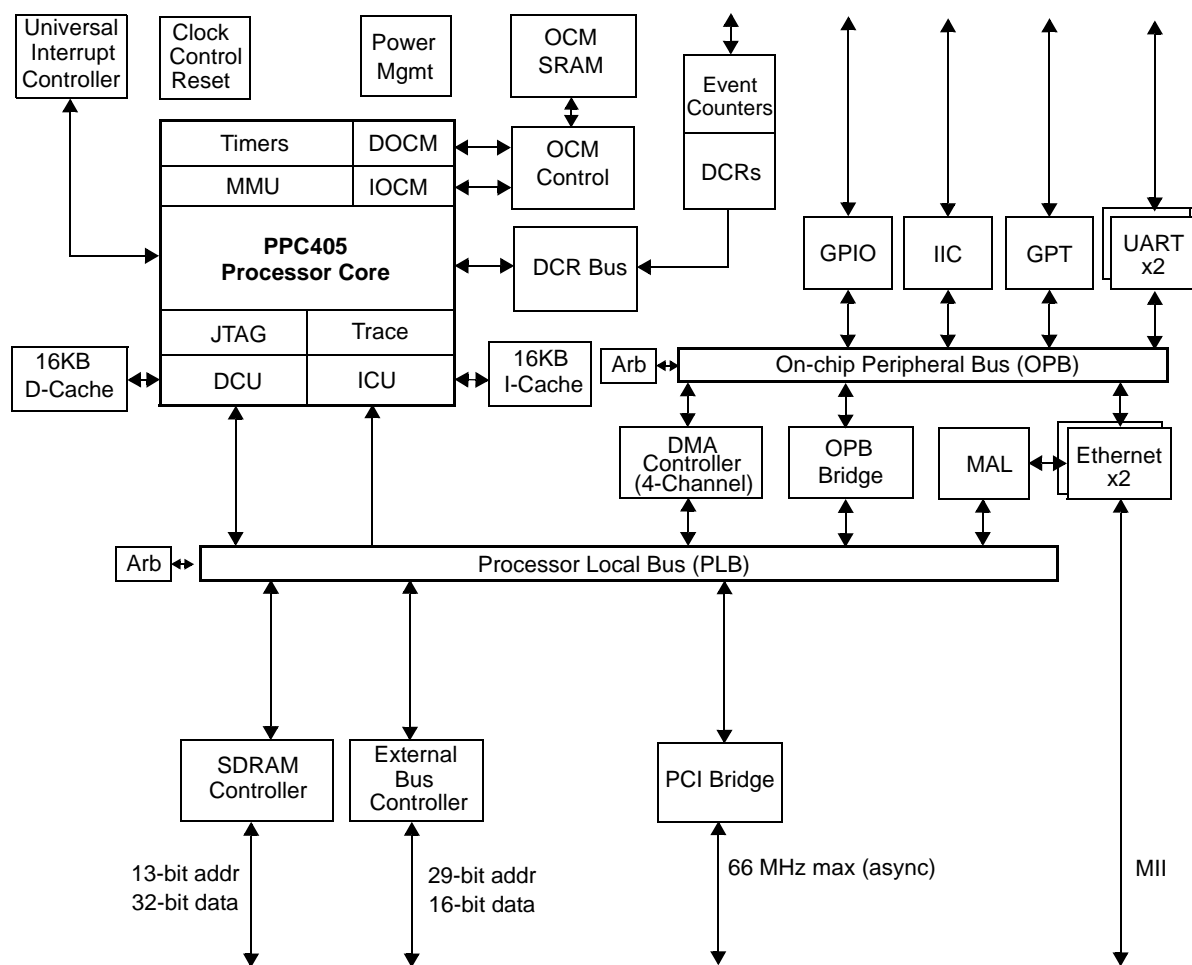 Universal
Interrupt
Controller
Clock
Control
Reset
Power
Mgmt
OCM
SRAM
Event
Counters
DCRs
Timers
DOCM
MMU
IOCM
OCM
Control
PPC405
Processor Core
DCR Bus
GPIO
IIC
GPT
UART
x2
JTAG
Trace
DCU
ICU
16KB
D-Cache
16KB
I-Cache
Arb
On-chip Peripheral Bus (OPB)
DMA
Controller
(4-Channel)
OPB
Bridge
MAL
Ethernet
x2
Arb
Processor Local Bus (PLB)
SDRAM
Controller
External
Bus
Controller
PCI Bridge
13-bit addr
32-bit data
29-bit addr
16-bit data
66 MHz max (async)
MII